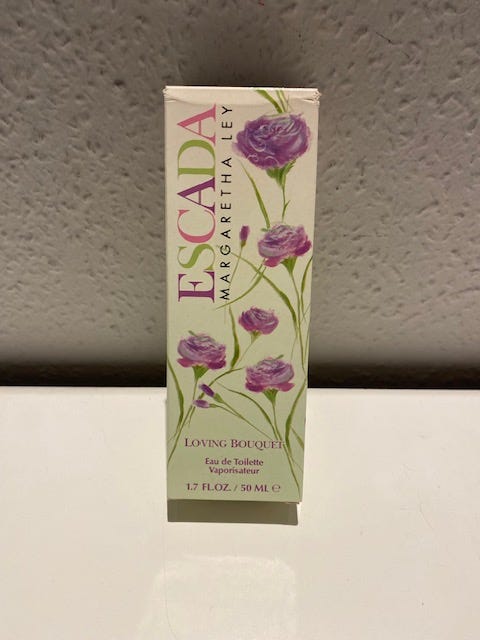 ESCADA
MARGARETHA LEY
LOVING BOUQUET
Eau de Toilette
Vaporisateur
1.7 FL.OZ. / 50 ML ℮